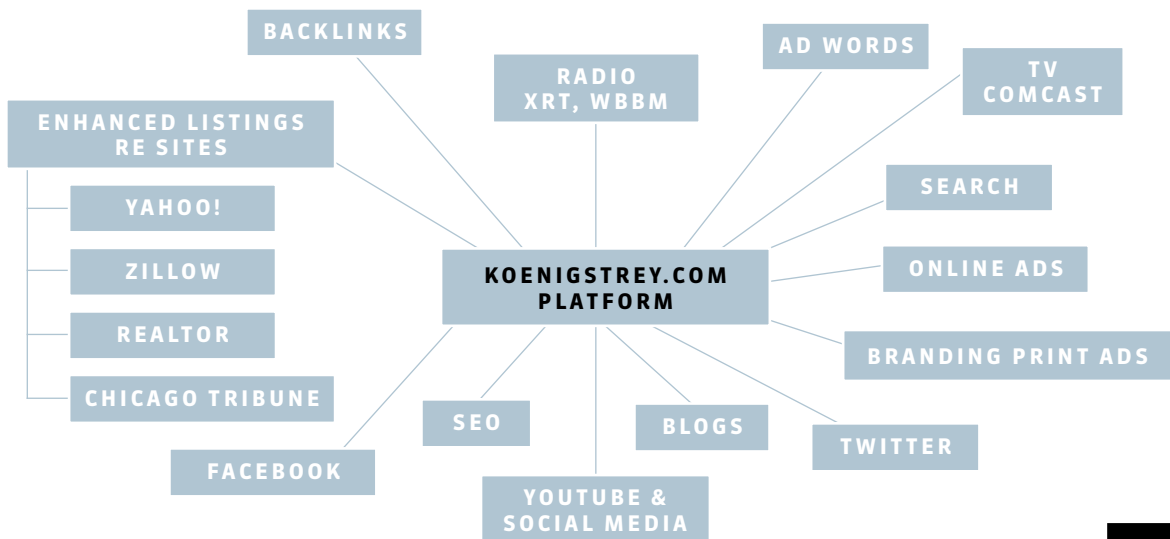 BACKLINKS
RADIO
XRT, WBBM
AD WORDS
TV
COMCAST
ENHANCED LISTINGS
RE SITES
YAHOO!
ZILLOW
REALTOR
CHICAGO TRIBUNE
SEARCH
KOENIGSTREY.COM
PLATFORM
ONLINE ADS
BRANDING PRINT ADS
FACEBOOK
SEO
YOUTUBE &
SOCIAL MEDIA
BLOGS
TWITTER